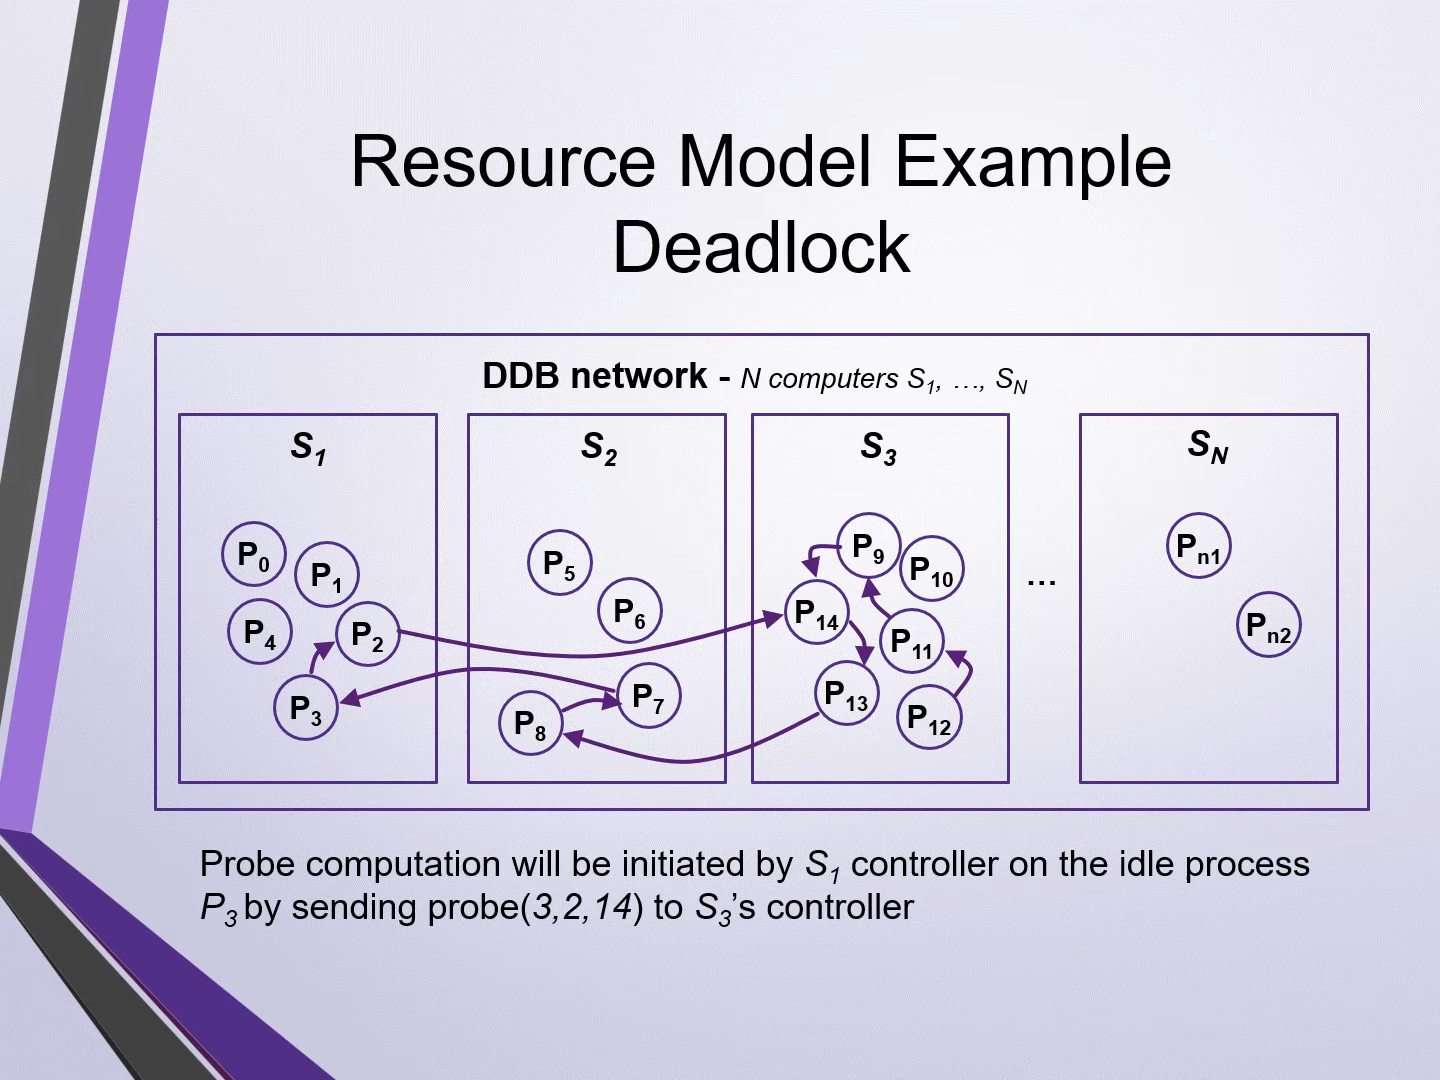 Resource Model Example
Deadlock
DDB network - N computers S1, …, SN
S1
S2
S3
SN
P0
P1
P4
P2
P3
P5
P6
P7
P8
P9
P10
P14
P11
P13
P12
...
Pn1
Pn2
Probe computation will be initiated by S1 controller on the idle process
P3 by sending probe(3,2,14) to S3’s controller